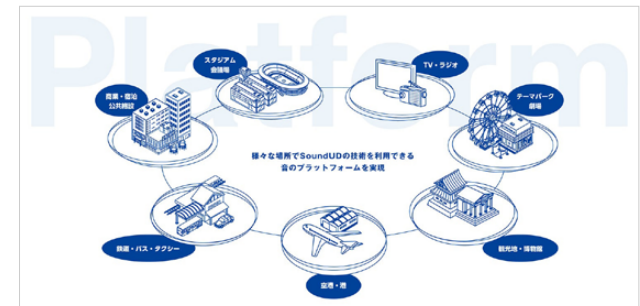 Platform
スタジアム
会議場
TV・ラジオ
商業・宿泊
公共施設
テーマパーク
劇場
様々な場所でSoundUDの技術を利用できる
音のプラットフォームを実現
鉄道・バス・タクシー
観光地・博物館
空港・港